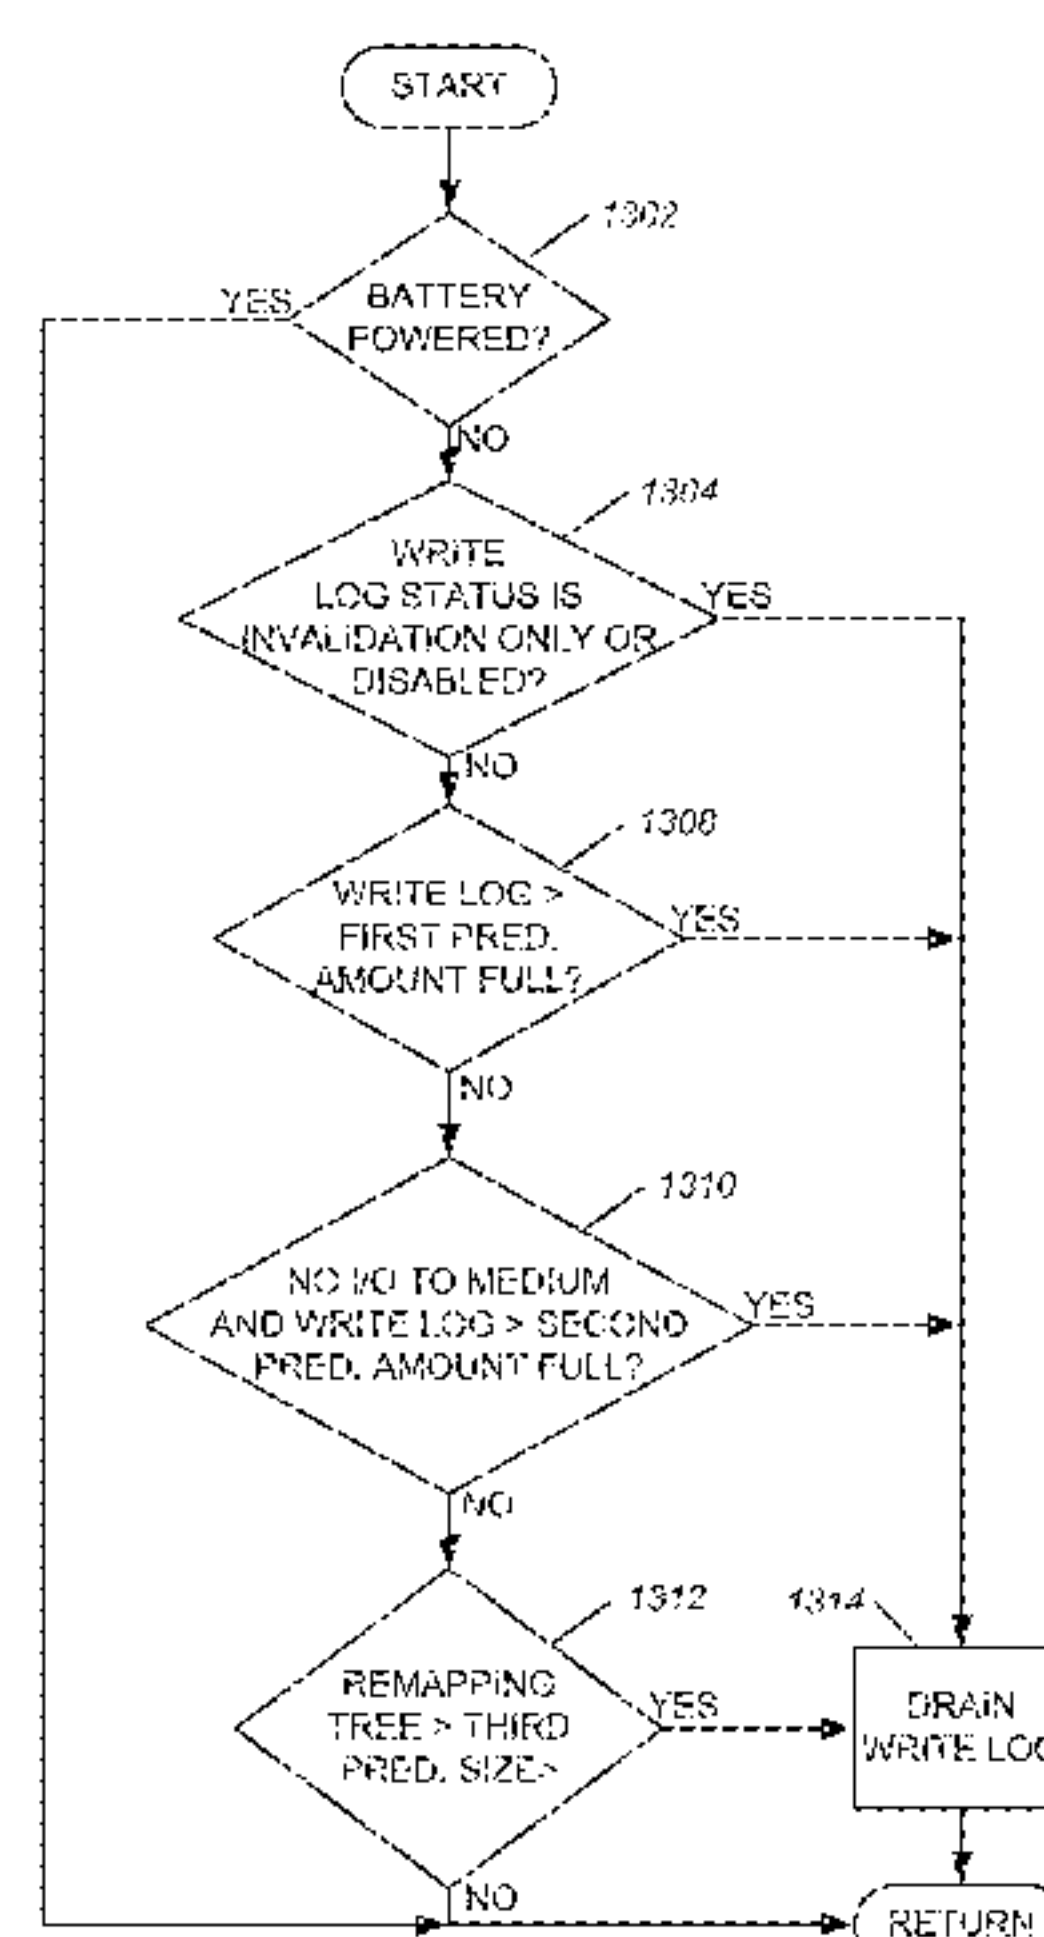 START
1302
YES
BATTERY
POWERED?
NO
1304
WRITE
LOG STATUS IS
INVALIDATION ONLY OR
DISABLED?
YES
NO
1308
WRITE LOG >
FIRST PRED.
AMOUNT FULL?
YES
NO
1310
NO I/O TO MEDIUM
AND WRITE LOG > SECOND
PRED. AMOUNT FULL?
YES
NO
1312
1314
REMAPPING
TREE > THIRD
PRED. SIZE>
YES
DRAIN
WRITE LOG
NO
RETURN